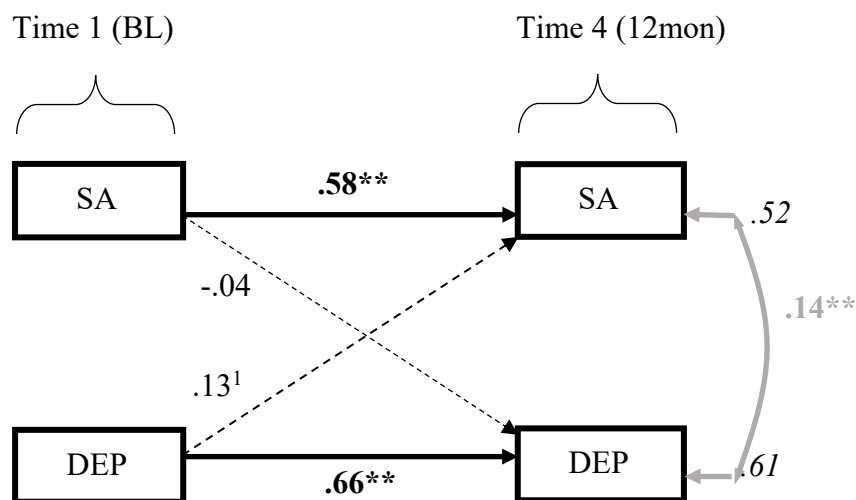 Time 1 (BL) Time 4 (12mon)
.58**
SA SA
.52
-.04
.14**
.13¹
DEP DEP
.61
.66**